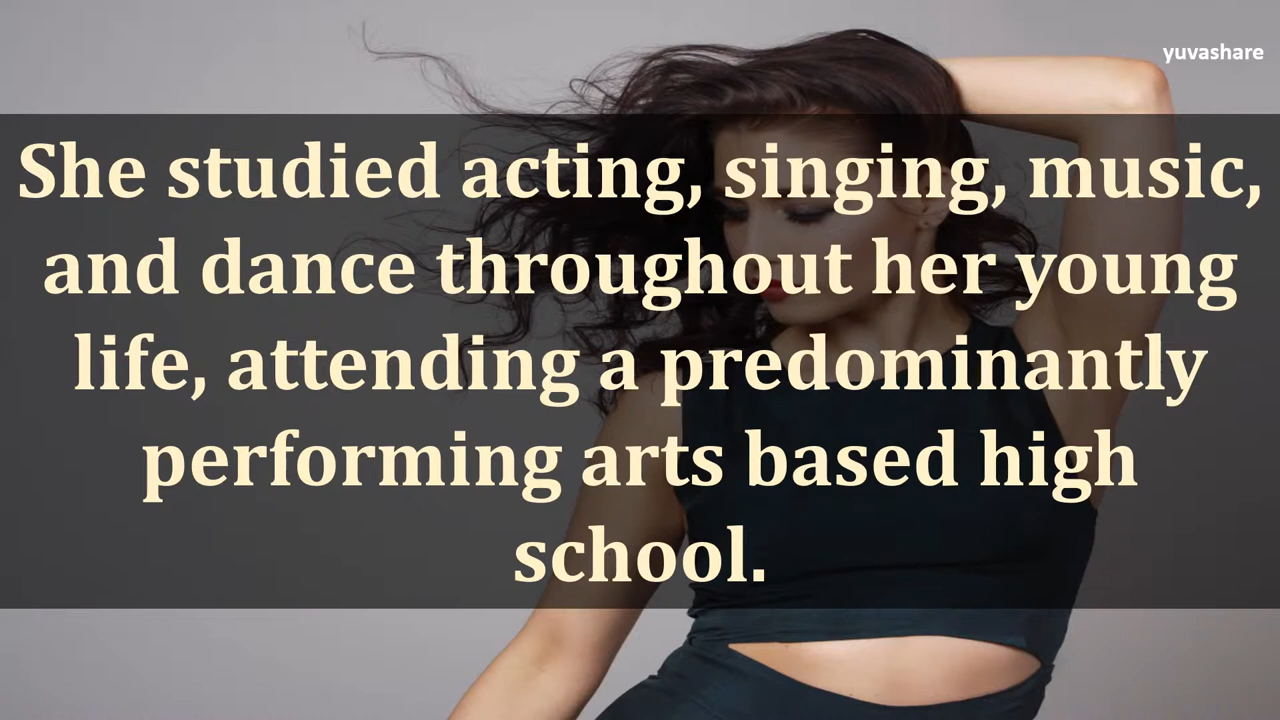 yuvashare
She studied acting, singing, music,
and dance throughout her young
life, attending a predominantly
performing arts based high
school.